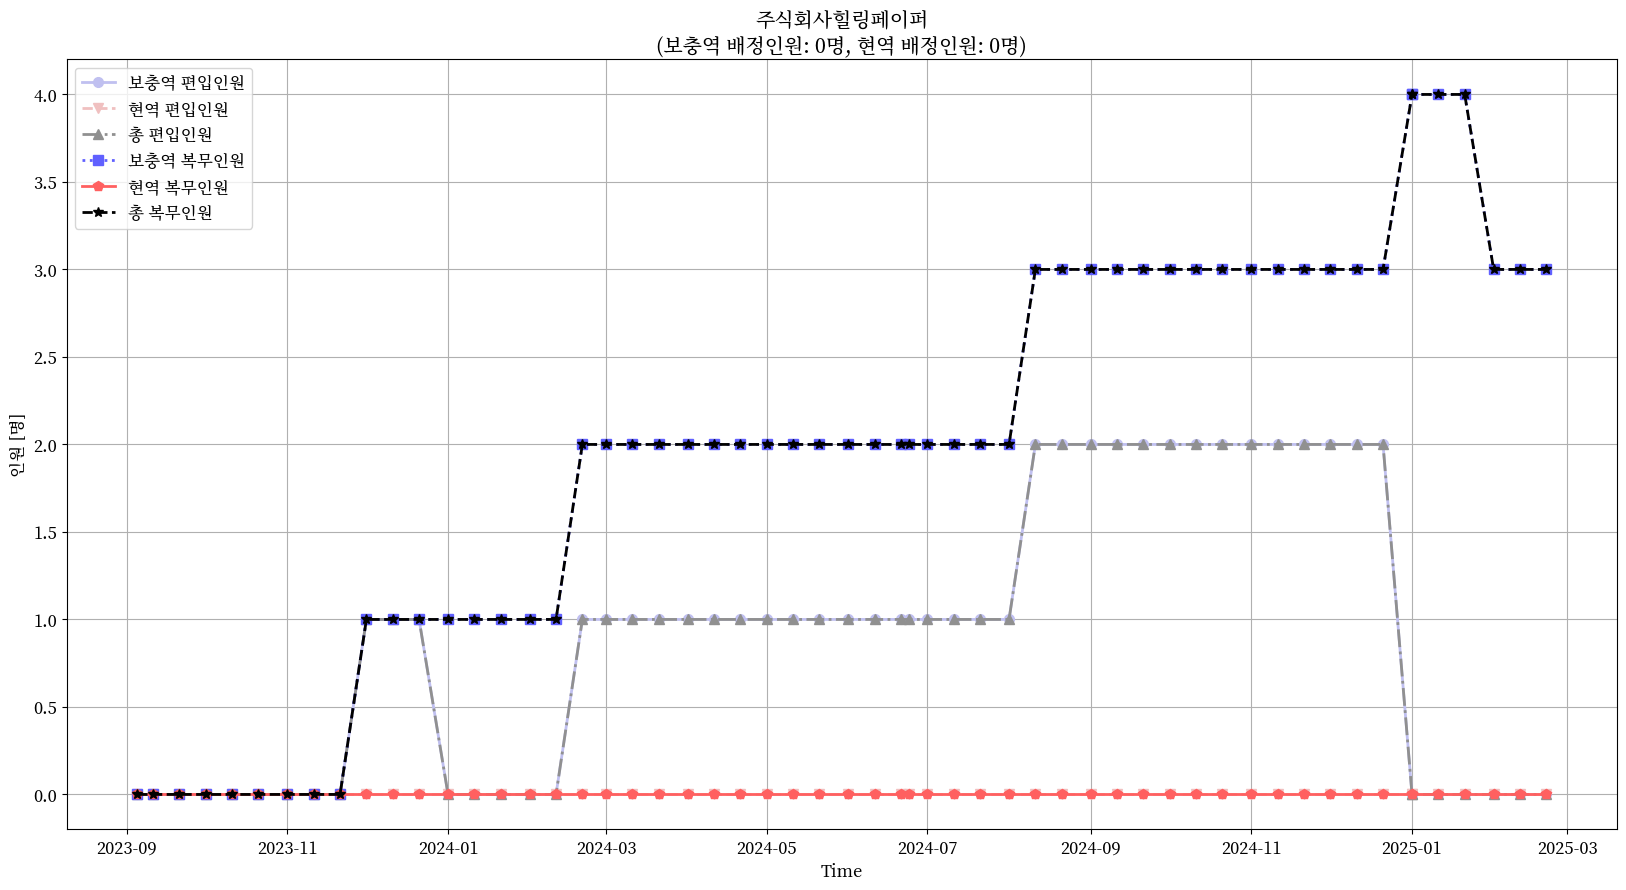 주식회사힐링페이퍼
(보충역 배정인원: 0명, 현역 배정인원: 0명)
보충역 편입인원
현역 편입인원
총 편입인원
보충역 복무인원
현역 복무인원
총 복무인원
4.0
3.5
3.0
2.5
2.0
1.5
1.0
0.5
0.0
인원 [명]
2023-09
2023-11
2024-01
2024-03
2024-05
2024-07
2024-09
2024-11
2025-01
2025-03
Time